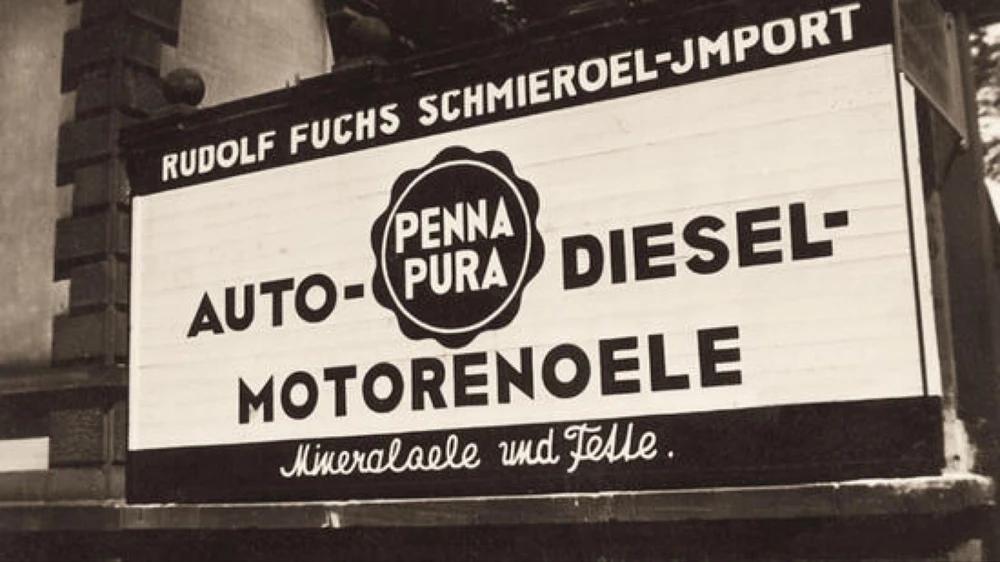 RUDOLF FUCHS SCHMIEROEL-JMPORT
PENNA
PURA
AUTO- DIESEL-
MOTORENOELE
Mineraloele und Fette.